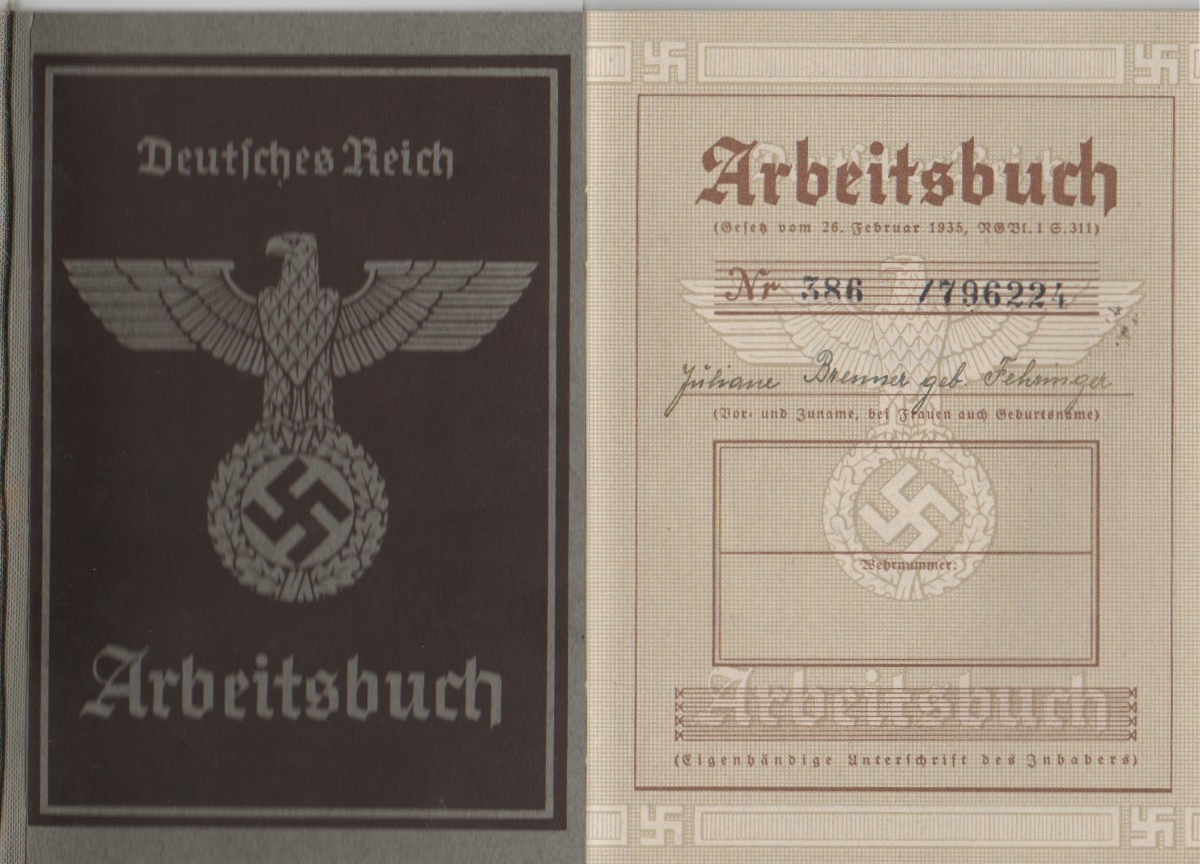 Deutſches Reich
Arbeitsbuch
Arbeitsbuch
(Geſetz vom 26. Februar 1935, RGBl. I S. 311)
Nr 386 /796224
Juliane Brenner geb. Fehringer
(Vor- und Zuname, bei Frauen auch Geburtsname)
Wehrnummer:
Arbeitsbuch
(Eigenhändige Unterſchrift des Inhabers)